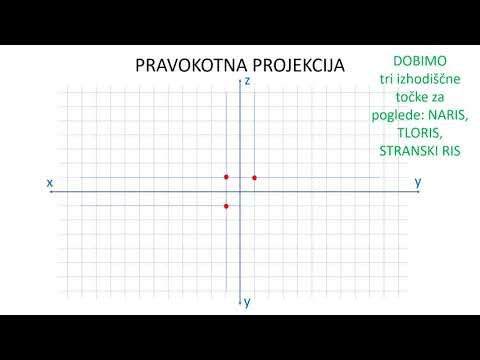 PRAVOKOTNA PROJEKCIJA
DOBIMO
tri izhodiščne
točke za
poglede: NARIS,
TLORIS,
STRANSKI RIS
z
x
y
y